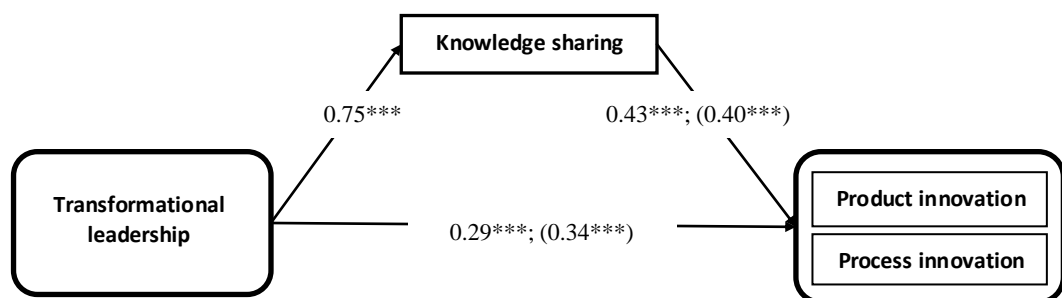 Knowledge sharing
0.75***
0.43***; (0.40***)
Transformational
leadership
0.29***; (0.34***)
Product innovation
Process innovation